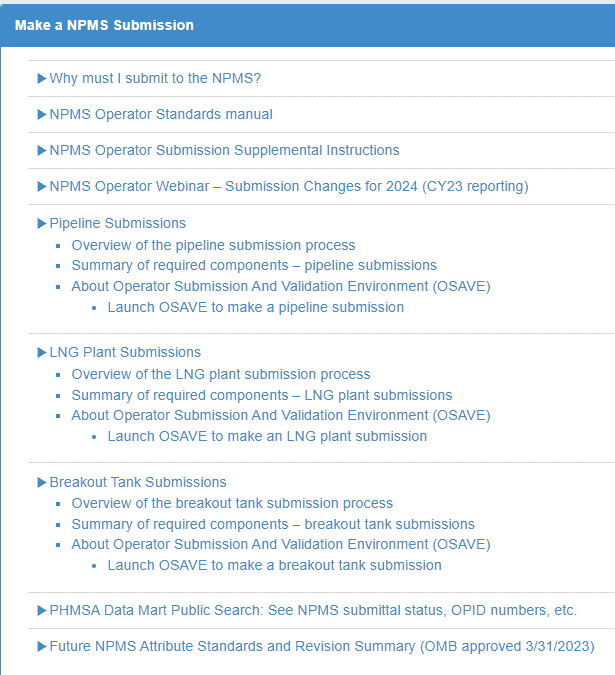 Make a NPMS Submission
Why must I submit to the NPMS?
NPMS Operator Standards manual
NPMS Operator Submission Supplemental Instructions
NPMS Operator Webinar – Submission Changes for 2024 (CY23 reporting)
Pipeline Submissions
Overview of the pipeline submission process
Summary of required components – pipeline submissions
About Operator Submission And Validation Environment (OSAVE)
Launch OSAVE to make a pipeline submission
LNG Plant Submissions
Overview of the LNG plant submission process
Summary of required components – LNG plant submissions
About Operator Submission And Validation Environment (OSAVE)
Launch OSAVE to make an LNG plant submission
Breakout Tank Submissions
Overview of the breakout tank submission process
Summary of required components – breakout tank submissions
About Operator Submission And Validation Environment (OSAVE)
Launch OSAVE to make a breakout tank submission
PHMSA Data Mart Public Search: See NPMS submittal status, OPID numbers, etc.
Future NPMS Attribute Standards and Revision Summary (OMB approved 3/31/2023)